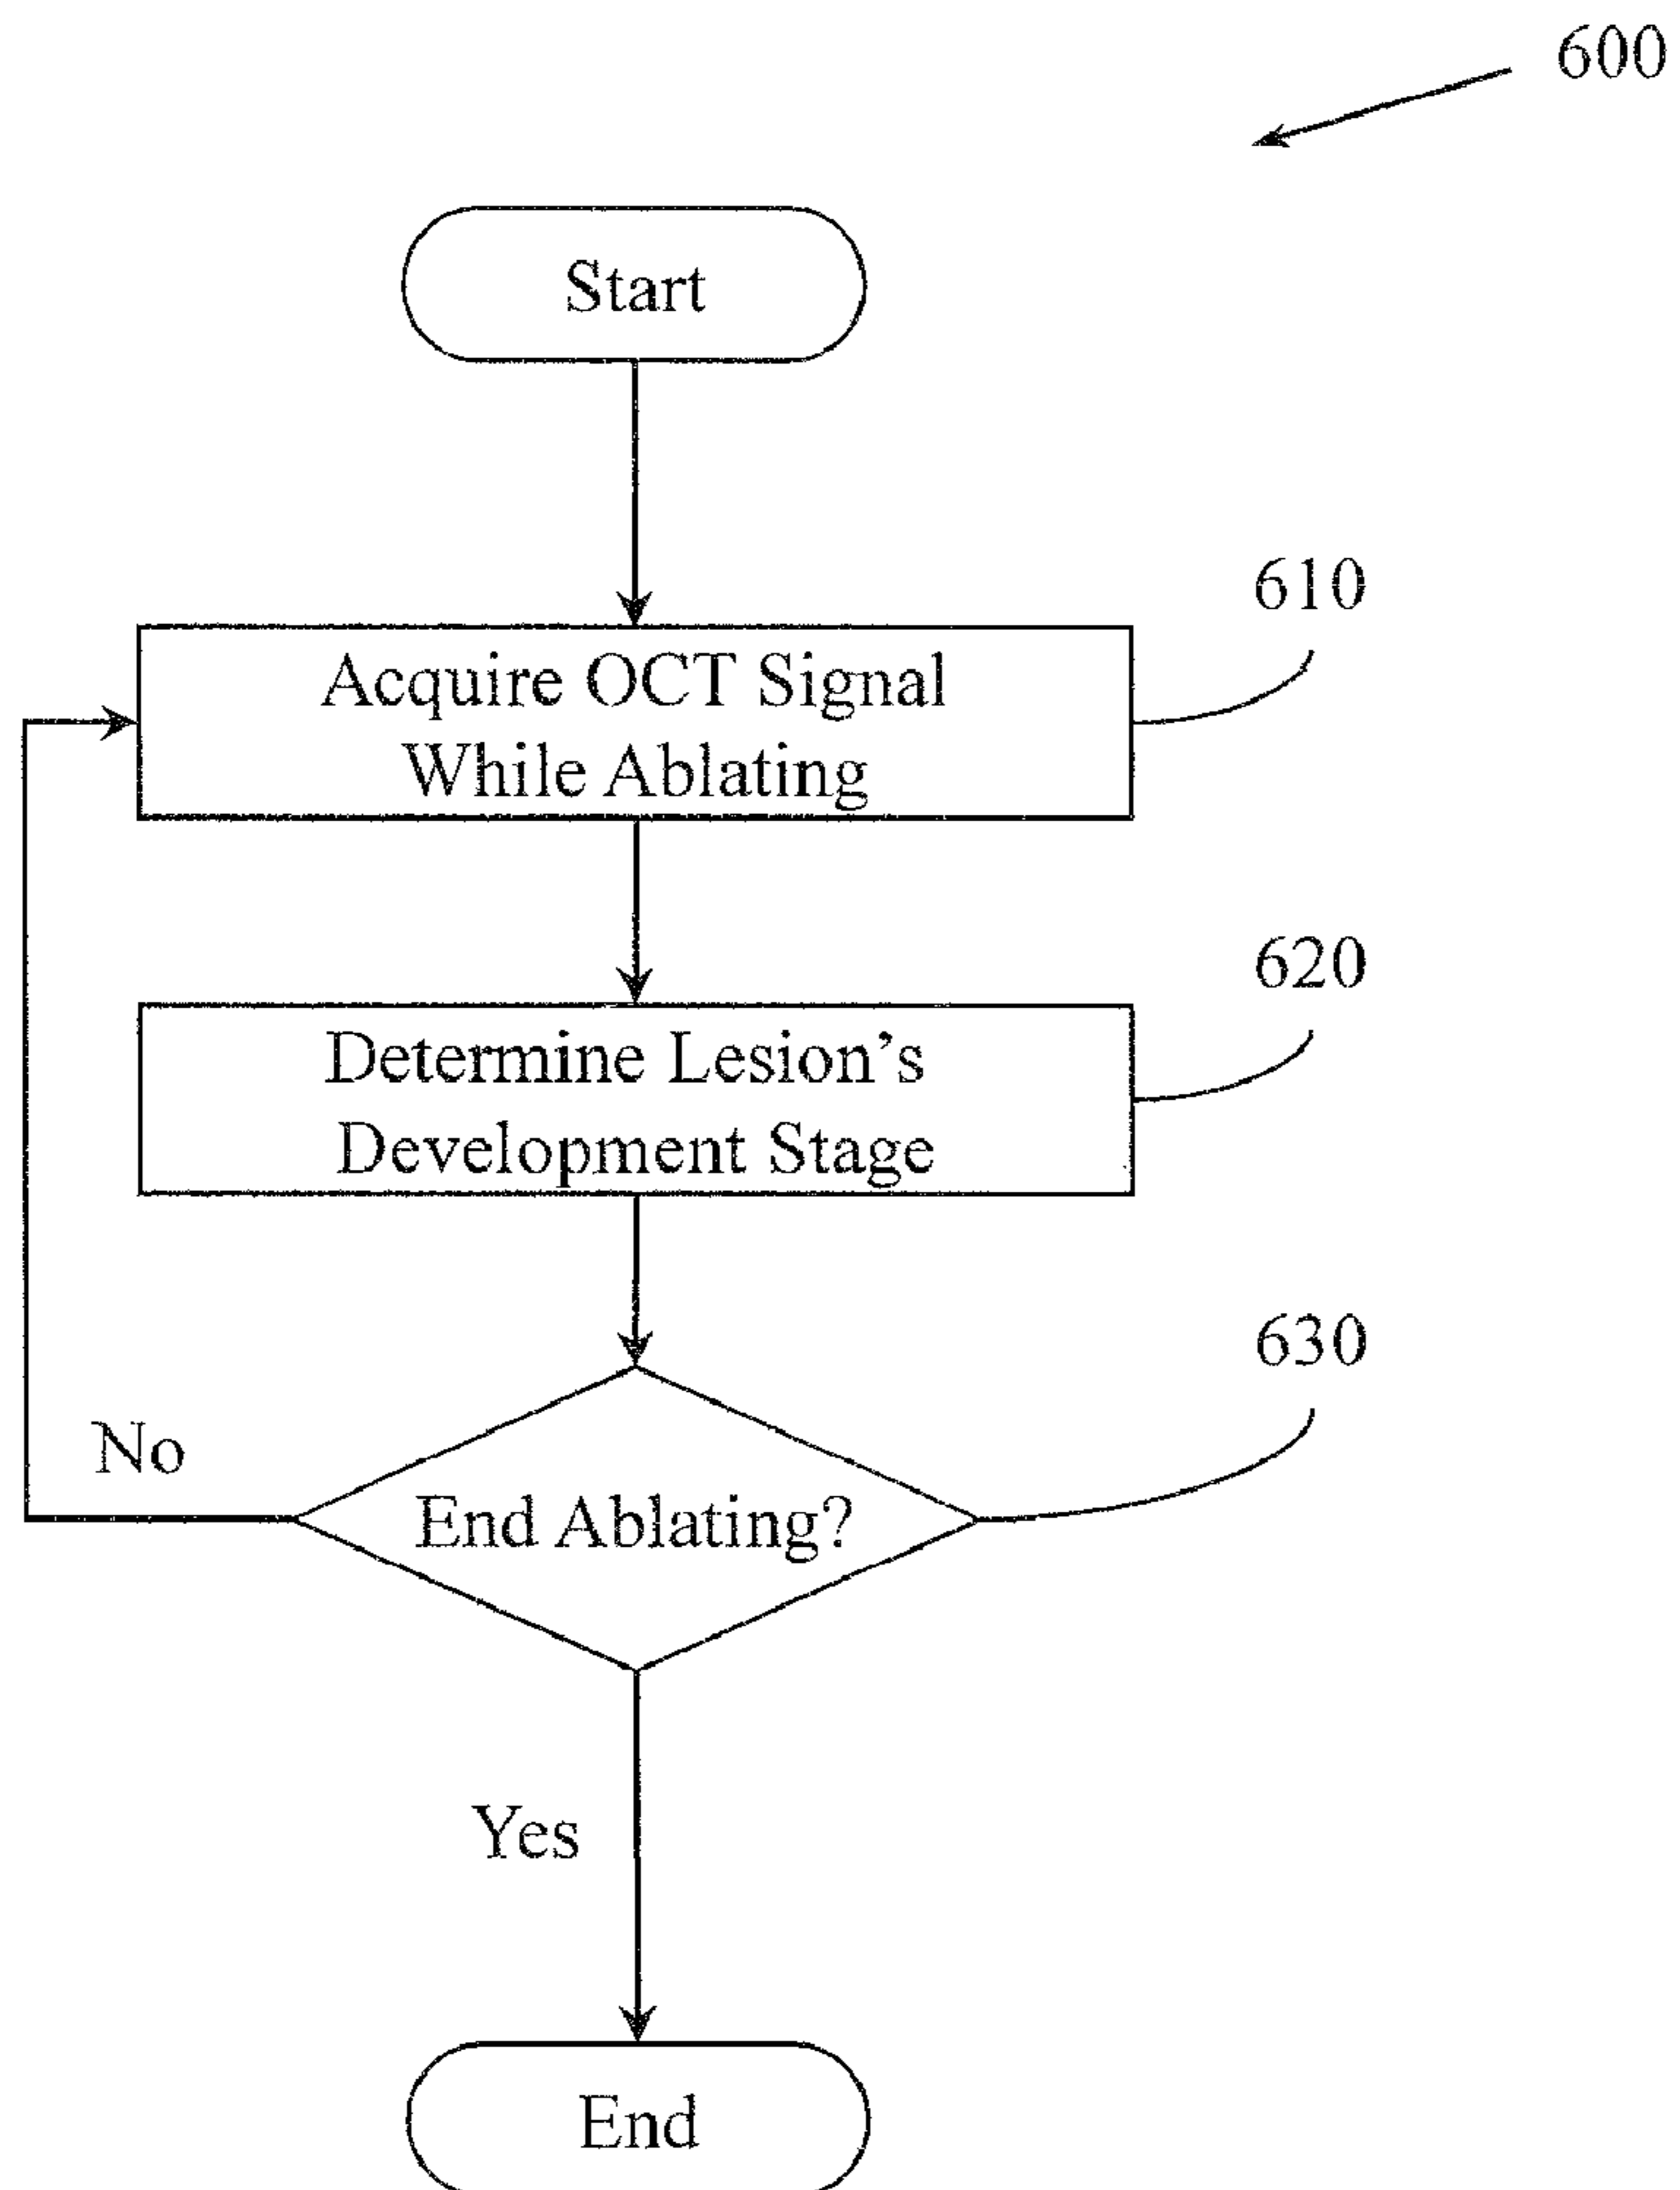 600
Start
610
Acquire OCT Signal
While Ablating
620
Determine Lesion's
Development Stage
630
No
End Ablating?
Yes
End